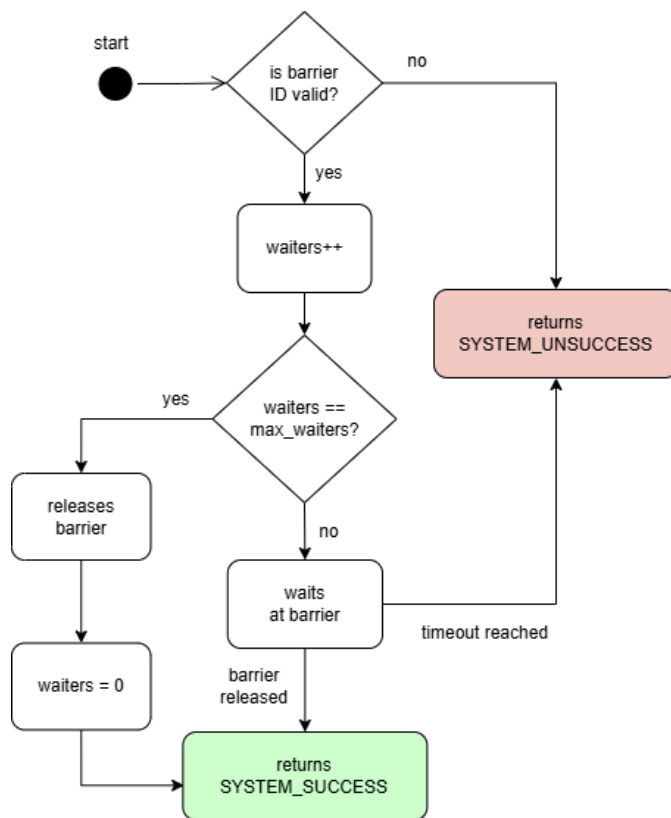 start
is barrier
ID valid?
no
yes
waiters++
returns
SYSTEM_UNSUCCESS
yes
waiters ==
max_waiters?
releases
barrier
no
waits
at barrier
timeout reached
waiters = 0
barrier
released
returns
SYSTEM_SUCCESS